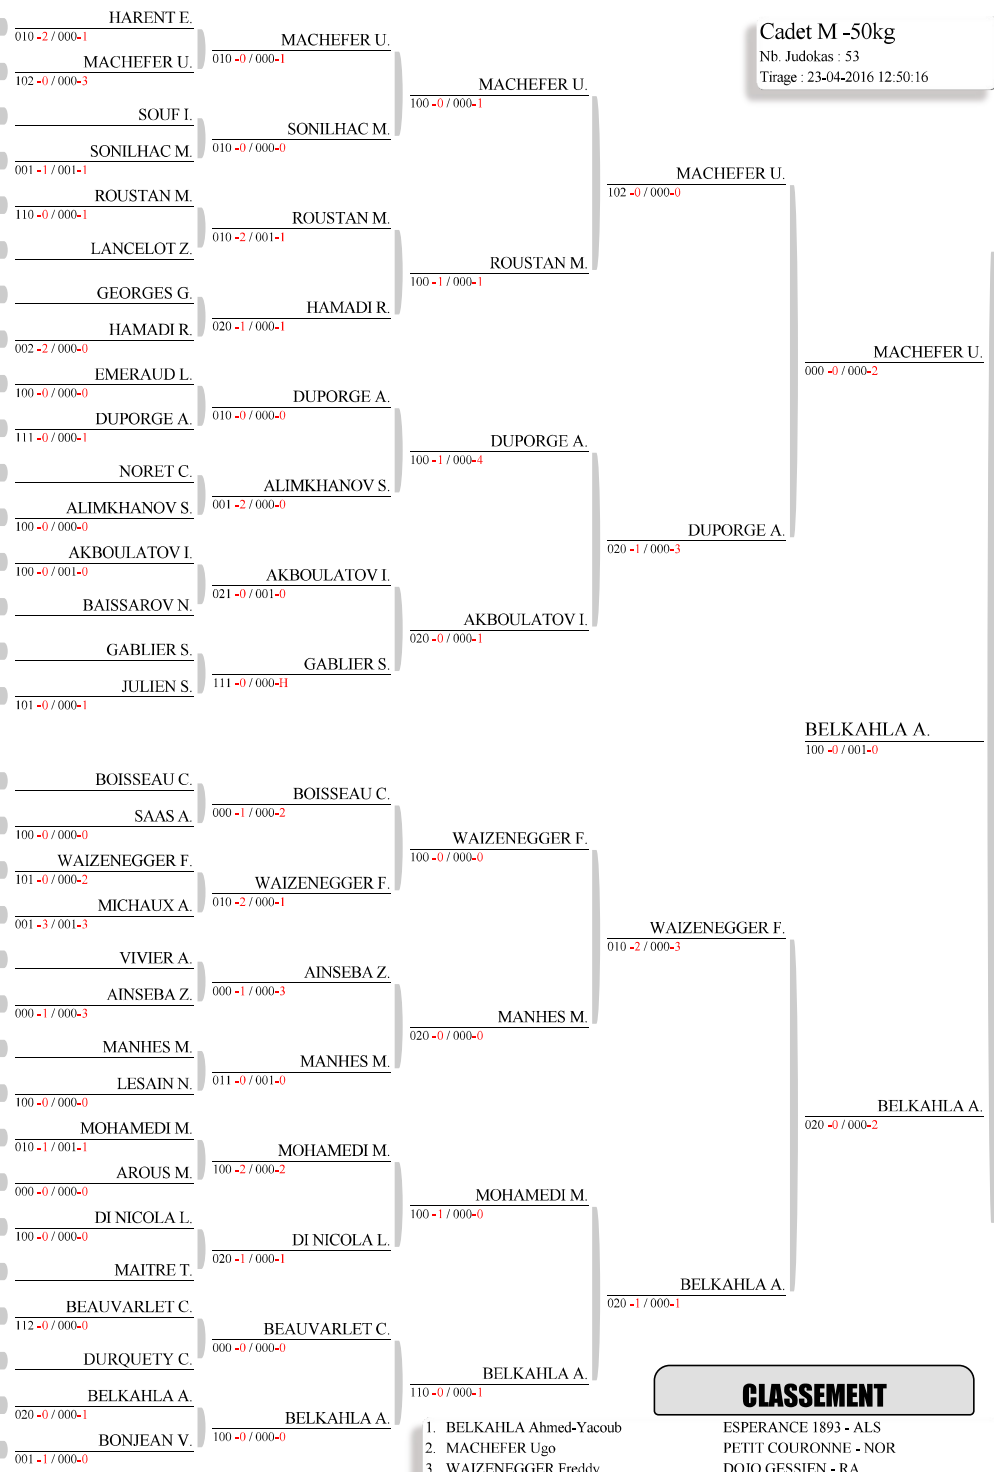 HARENT E.
010 -2 / 000-1
MACHEFER U.
102 -0 / 000-3
SOUF I.
SONILHAC M.
001 -1 / 001-1
ROUSTAN M.
110 -0 / 000-1
LANCELOT Z.
GEORGES G.
HAMADI R.
002 -2 / 000-0
EMERAUD L.
100 -0 / 000-0
DUPORGE A.
111 -0 / 000-1
NORET C.
ALIMKHANOV S.
100 -0 / 000-0
AKBOULATOV I.
100 -0 / 001-0
BAISSAROV N.
GABLIER S.
JULIEN S.
101 -0 / 000-1
BOISSEAU C.
SAAS A.
100 -0 / 000-0
WAIZENEGGER F.
101 -0 / 000-2
MICHAUX A.
001 -3 / 001-3
VIVIER A.
AINSEBA Z.
000 -1 / 000-3
MANHES M.
LESAIN N.
100 -0 / 000-0
MOHAMEDI M.
010 -1 / 001-1
AROUS M.
000 -0 / 000-0
DI NICOLA L.
100 -0 / 000-0
MAITRE T.
BEAUVARLET C.
112 -0 / 000-0
DURQUETY C.
BELKAHLA A.
020 -0 / 000-1
BONJEAN V.
001 -1 / 000-0
MACHEFER U.
010 -0 / 000-1
SONILHAC M.
010 -0 / 000-0
ROUSTAN M.
010 -2 / 001-1
HAMADI R.
020 -1 / 000-1
DUPORGE A.
010 -0 / 000-0
ALIMKHANOV S.
001 -2 / 000-0
AKBOULATOV I.
021 -0 / 001-0
GABLIER S.
111 -0 / 000-H
BOISSEAU C.
000 -1 / 000-2
WAIZENEGGER F.
010 -2 / 000-1
AINSEBA Z.
000 -1 / 000-3
MANHES M.
011 -0 / 001-0
MOHAMEDI M.
100 -2 / 000-2
DI NICOLA L.
020 -1 / 000-1
BEAUVARLET C.
000 -0 / 000-0
BELKAHLA A.
100 -0 / 000-0
MACHEFER U.
100 -0 / 000-1
ROUSTAN M.
100 -1 / 000-1
DUPORGE A.
100 -1 / 000-4
AKBOULATOV I.
020 -0 / 000-1
WAIZENEGGER F.
100 -0 / 000-0
MANHES M.
020 -0 / 000-0
MOHAMEDI M.
100 -1 / 000-0
BELKAHLA A.
110 -0 / 000-1
MACHEFER U.
102 -0 / 000-0
DUPORGE A.
020 -1 / 000-3
WAIZENEGGER F.
010 -2 / 000-3
BELKAHLA A.
020 -1 / 000-1
Cadet M -50kg
Nb. Judokas : 53
Tirage : 23-04-2016 12:50:16
MACHEFER U.
000 -0 / 000-2
BELKAHLA A.
100 -0 / 001-0
BELKAHLA A.
020 -0 / 000-2
CLASSEMENT
1. BELKAHLA Ahmed-Yacoub ESPERANCE 1893 - ALS
2. MACHEFER Ugo PETIT COURONNE - NOR
3. WAIZENEGGER Freddy DOJO GESSIEN - RA